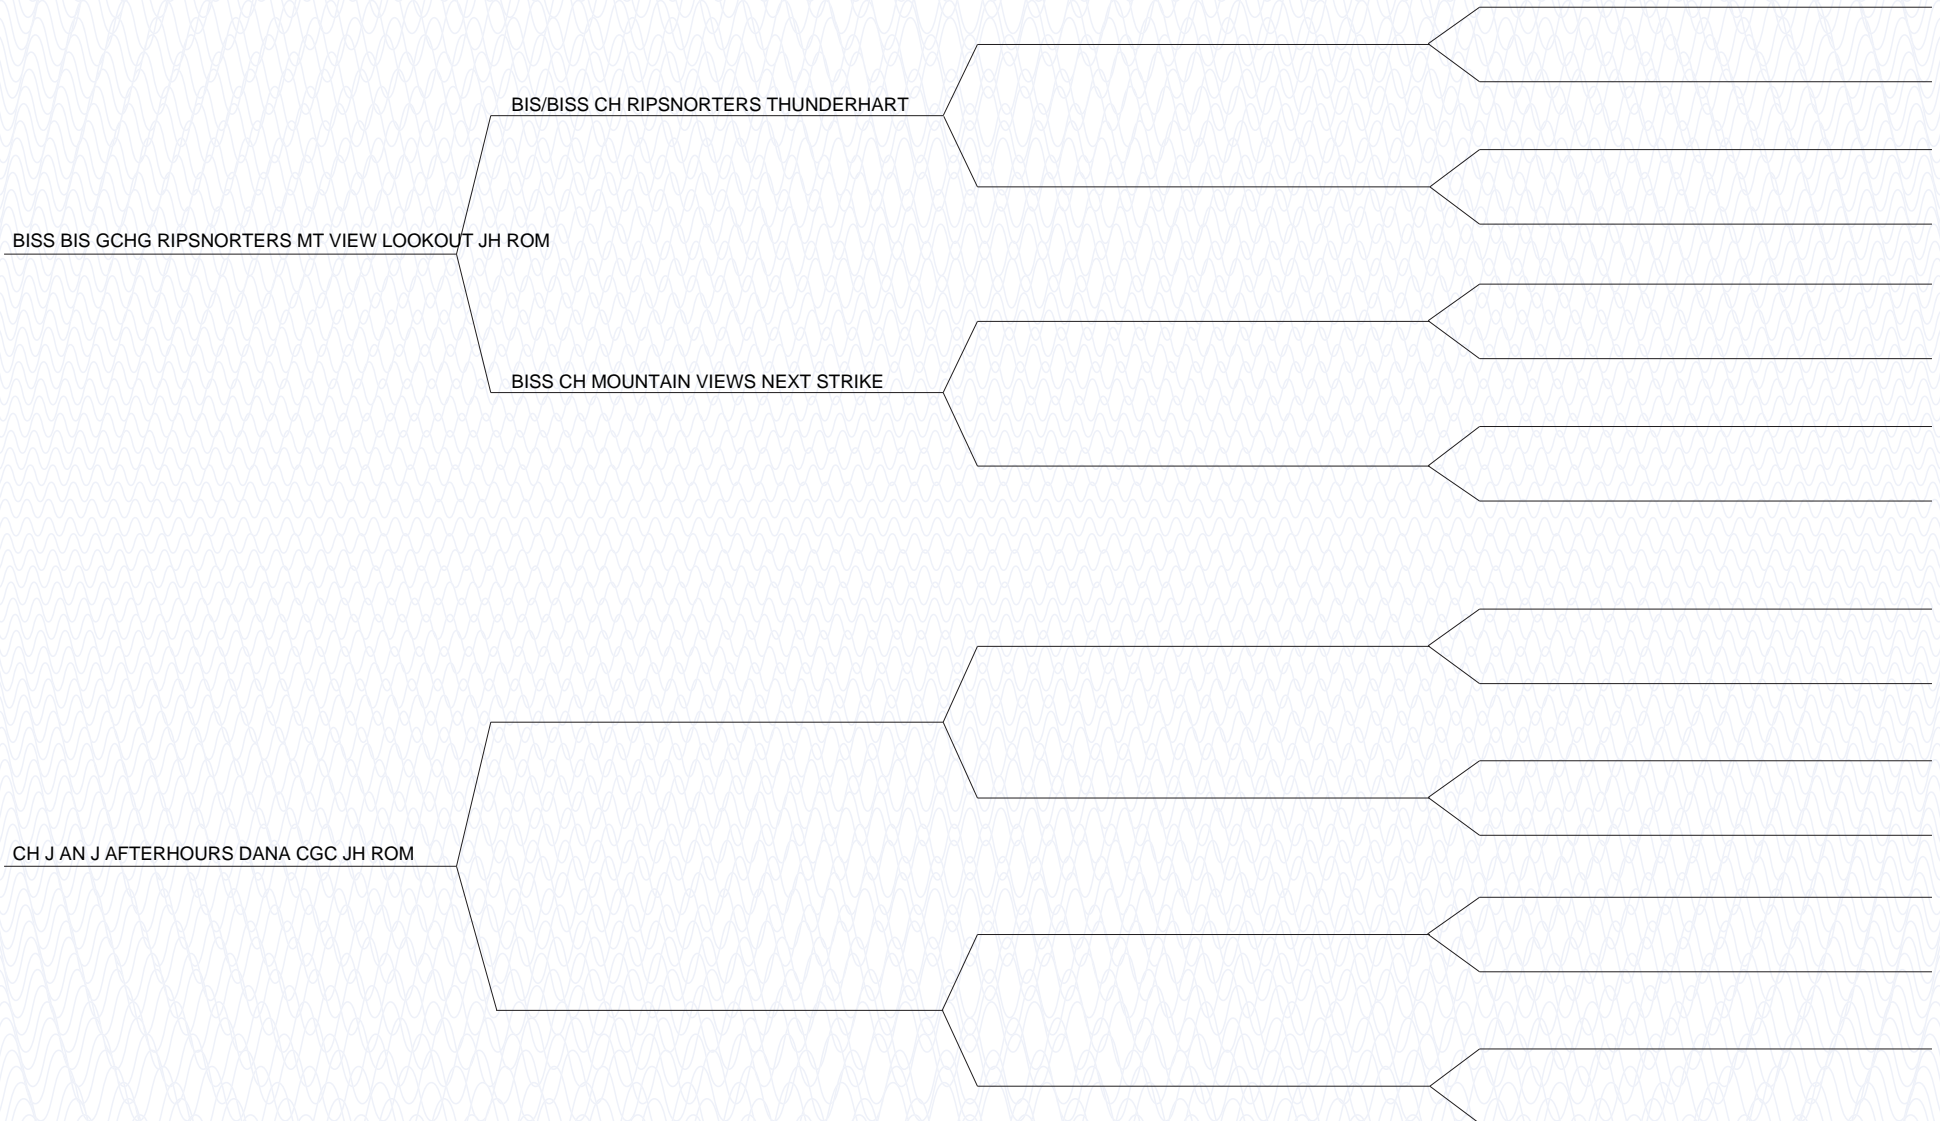 BIS/BISS CH RIPSNORTERS THUNDERHART
BISS BIS GCHG RIPSNORTERS MT VIEW LOOKOUT JH ROM
BISS CH MOUNTAIN VIEWS NEXT STRIKE
CH J AN J AFTERHOURS DANA CGC JH ROM